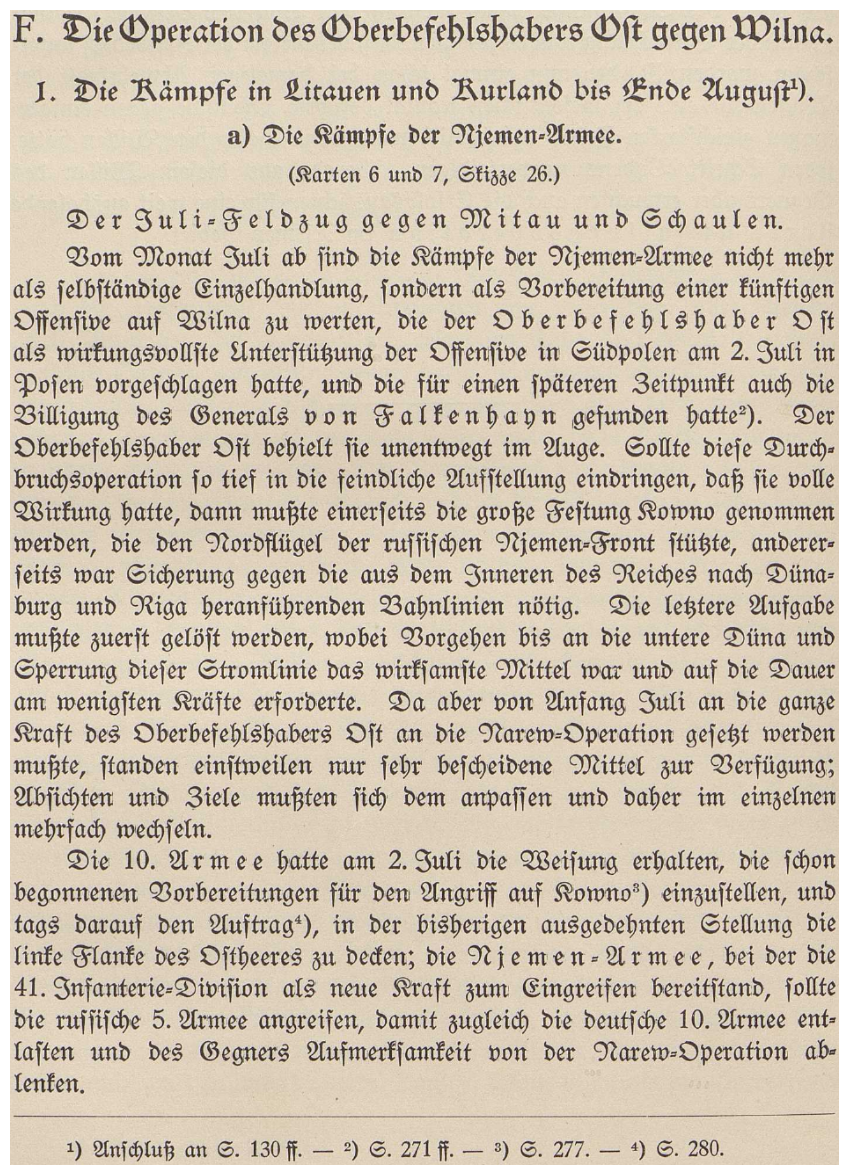 F. Die Operation des Oberbefehlshabers Ost gegen Wilna.
I. Die Kämpfe in Litauen und Kurland bis Ende August¹).
a) Die Kämpfe der Njemen-Armee.
(Karten 6 und 7, Skizze 26.)
Der Juli-Feldzug gegen Mitau und Schaulen.
Vom Monat Juli ab sind die Kämpfe der Njemen-Armee nicht mehr
als selbständige Einzelhandlung, sondern als Vorbereitung einer künftigen
Offensive auf Wilna zu werten, die der Oberbefehlshaber Ost
als wirkungsvollste Unterstützung der Offensive in Südpolen am 2. Juli in
Posen vorgeschlagen hatte, und die für einen späteren Zeitpunkt auch die
Billigung des Generals von Falkenhayn gefunden hatte²). Der
Oberbefehlshaber Ost behielt sie unentwegt im Auge. Sollte diese Durch-
bruchsoperation so tief in die feindliche Aufstellung eindringen, daß sie volle
Wirkung hatte, dann mußte einerseits die große Festung Kowno genommen
werden, die den Nordflügel der russischen Njemen-Front stützte, anderer-
seits war Sicherung gegen die aus dem Inneren des Reiches nach Düna-
burg und Riga heranführenden Bahnlinien nötig. Die letztere Aufgabe
mußte zuerst gelöst werden, wobei Vorgehen bis an die untere Düna und
Sperrung dieser Stromlinie das wirksamste Mittel war und auf die Dauer
am wenigsten Kräfte erforderte. Da aber von Anfang Juli an die ganze
Kraft des Oberbefehlshabers Ost an die Narew-Operation gesetzt werden
mußte, standen einstweilen nur sehr bescheidene Mittel zur Verfügung;
Absichten und Ziele mußten sich dem anpassen und daher im einzelnen
mehrfach wechseln.
Die 10. Armee hatte am 2. Juli die Weisung erhalten, die schon
begonnenen Vorbereitungen für den Angriff auf Kowno³) einzustellen, und
tags darauf den Auftrag⁴), in der bisherigen ausgedehnten Stellung die
linke Flanke des Ostheeres zu decken; die Njemen-Armee, bei der die
41. Infanterie-Division als neue Kraft zum Eingreifen bereitstand, sollte
die russische 5. Armee angreifen, damit zugleich die deutsche 10. Armee ent-
lasten und des Gegners Aufmerksamkeit von der Narew-Operation ab-
lenken.
¹) Anschluß an S. 130 ff. — ²) S. 271 ff. — ³) S. 277. — ⁴) S. 280.